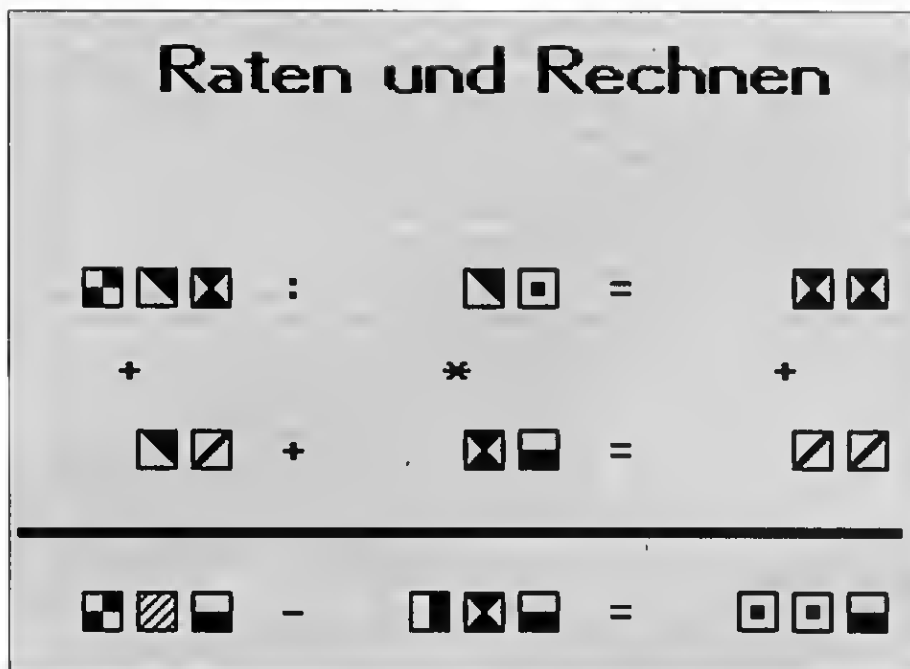 Raten und Rechnen
: =
+ * +
+ =
- =